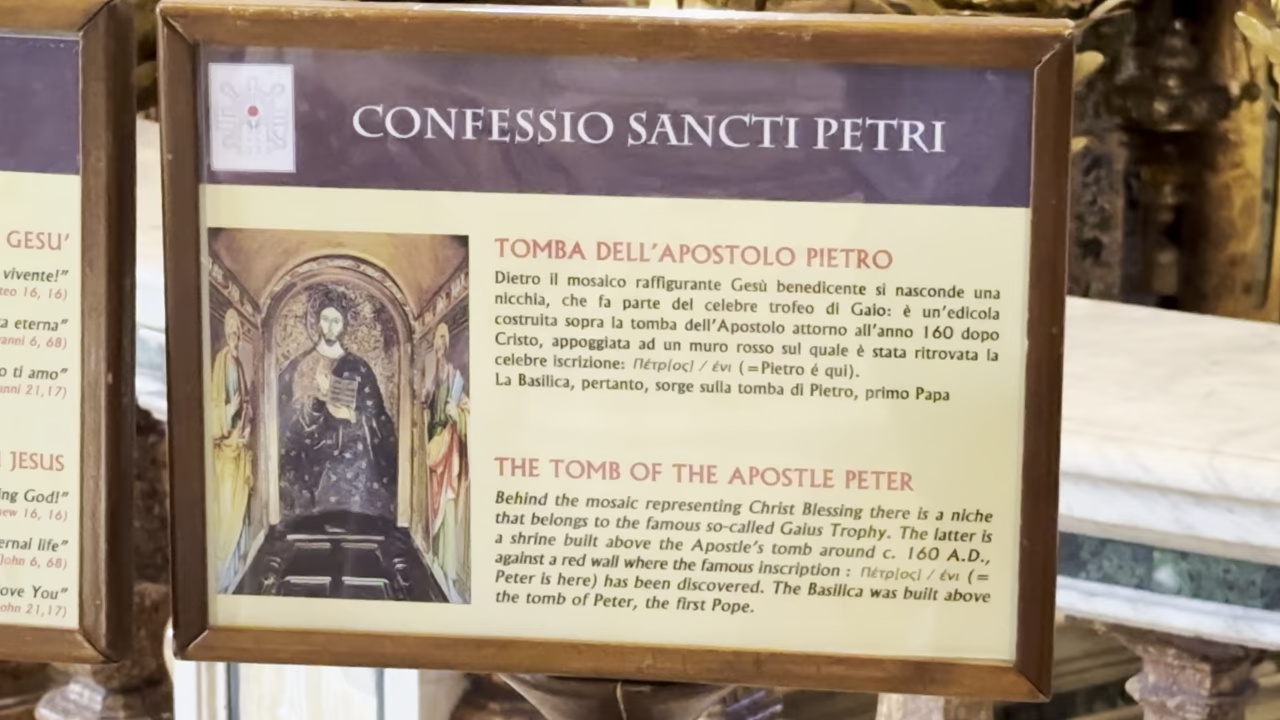 GESU'
vivente!"
teo 16, 16)
a eterna"
anni 6, 68)
o ti amo"
nni 21,17)
JESUS
ng God!"
ew 16, 16)
ernal life"
John 6, 68)
ove You"
ohn 21,17)
CONFESSIO SANCTI PETRI
TOMBA DELL'APOSTOLO PIETRO
Dietro il mosaico raffigurante Gesù benedicente si nasconde una
nicchia, che fa parte del celebre trofeo di Gaio: è un'edicola
costruita sopra la tomba dell'Apostolo attorno all'anno 160 dopo
Cristo, appoggiata ad un muro rosso sul quale è stata ritrovata la
celebre iscrizione: Πέτρ[ος] / ένι (=Pietro é qui).
La Basilica, pertanto, sorge sulla tomba di Pietro, primo Papa
THE TOMB OF THE APOSTLE PETER
Behind the mosaic representing Christ Blessing there is a niche
that belongs to the famous so-called Gaius Trophy. The latter is
a shrine built above the Apostle's tomb around c. 160 A.D.,
against a red wall where the famous inscription : Πέτρ[ος] / ένι (=
Peter is here) has been discovered. The Basilica was built above
the tomb of Peter, the first Pope.